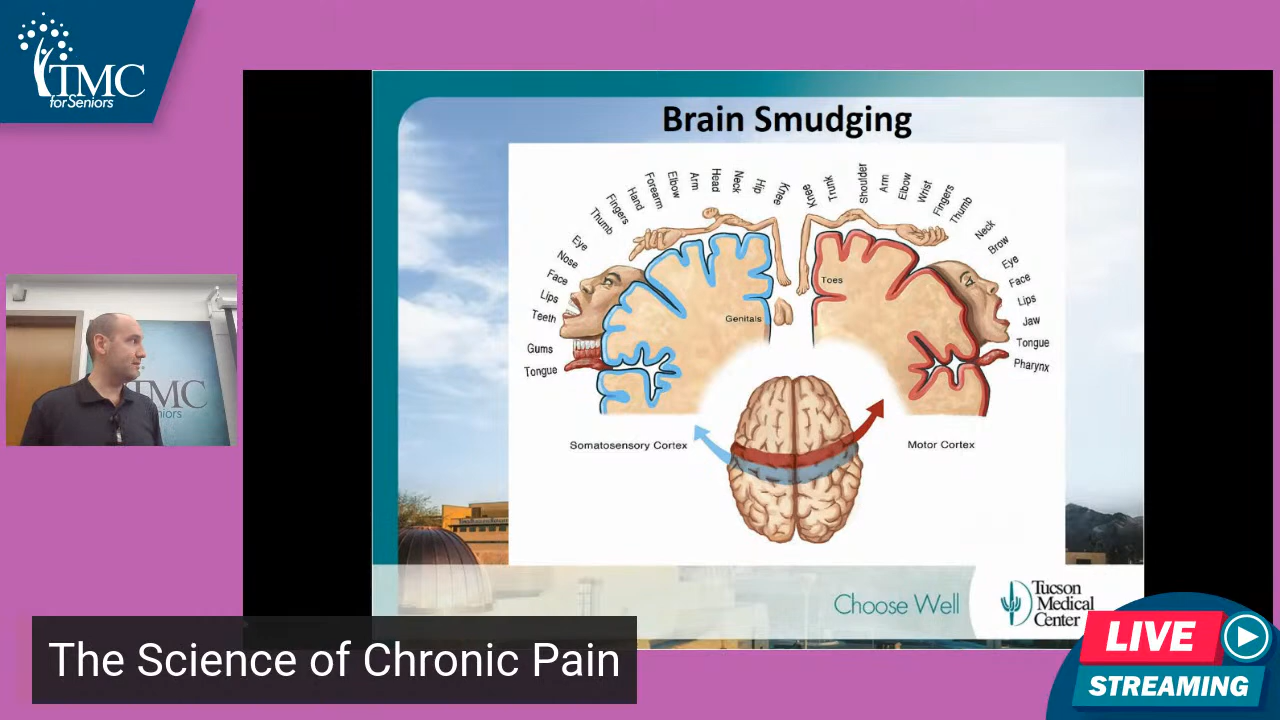 TMC
for Seniors
Brain Smudging
Tongue
Gums
Teeth
Lips
Face
Nose
Eye
Thumb
Fingers
Hand
Forearm
Elbow
Arm
Head
Neck
Hip
Knee
Genitals
Somatosensory Cortex
Knee
Trunk
Shoulder
Arm
Elbow
Wrist
Fingers
Thumb
Neck
Brow
Eye
Face
Lips
Jaw
Tongue
Pharynx
Toes
Motor Cortex
TMC
Choose Well
Tucson
Medical
Center
The Science of Chronic Pain
LIVE
STREAMING